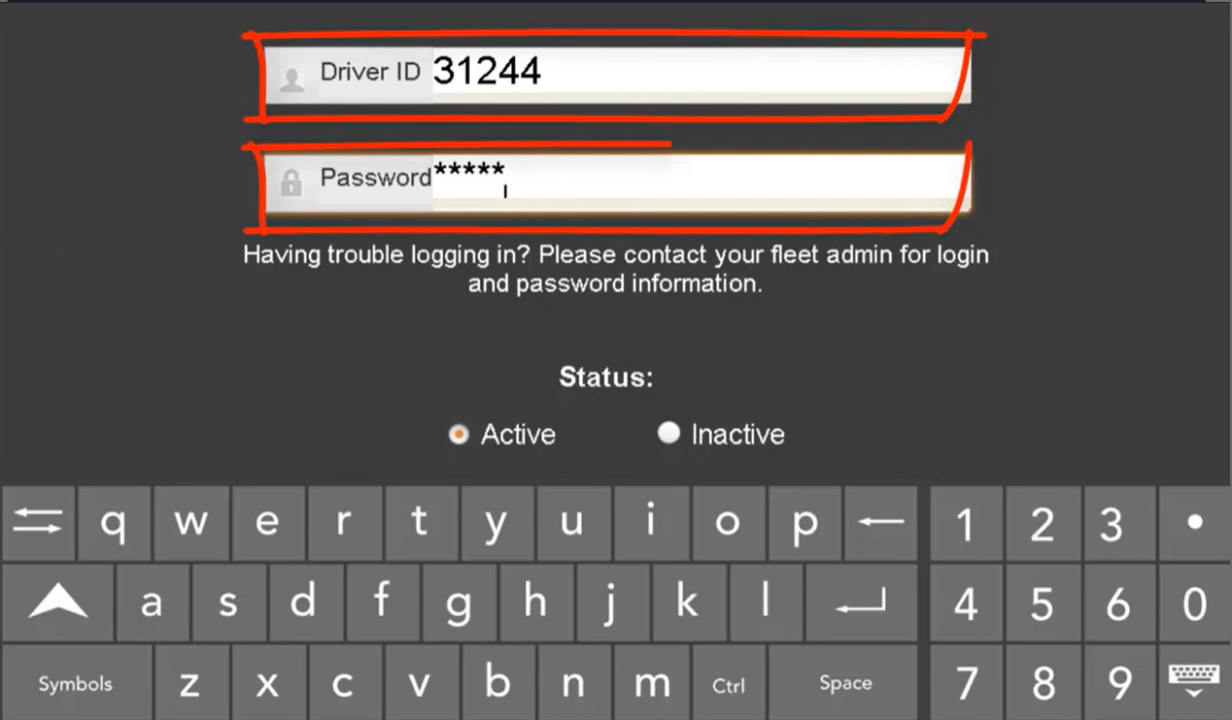 Driver ID 31244
Password *****
Having trouble logging in? Please contact your fleet admin for login
and password information.
Status:
Active Inactive
q w e r t y u i o p 1 2 3 .
a s d f g h j k l 4 5 6 0
Symbols z x c v b n m Ctrl Space 7 8 9